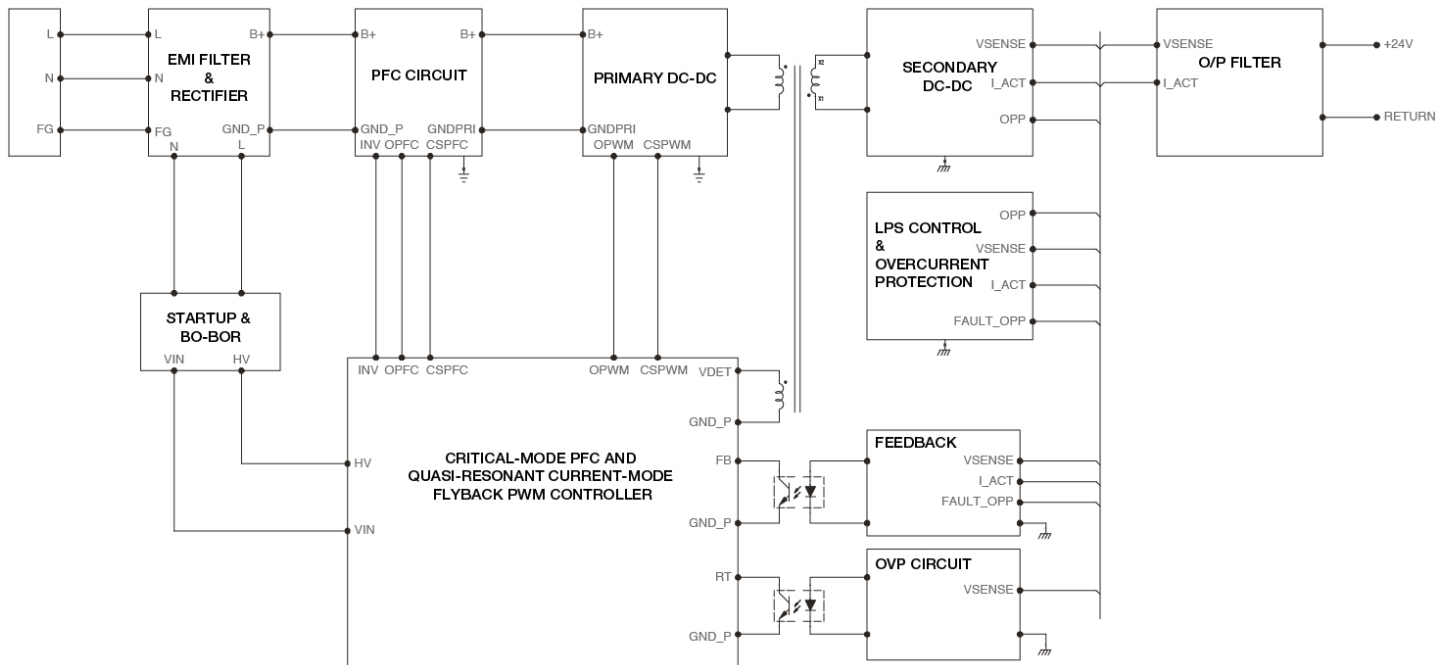 L
L
B+
B+
B+
B+
VSENSE
VSENSE
+24V
EMI FILTER
&
RECTIFIER
PFC CIRCUIT
PRIMARY DC-DC
SECONDARY
DC-DC
O/P FILTER
N
N
I_ACT
I_ACT
OPP
RETURN
FG
FG
GND_P
GND_P
GNDPRI
GNDPRI
N
L
INV
OPFC
CSPFC
OPWM
CSPWM
LPS CONTROL
&
OVERCURRENT
PROTECTION
OPP
VSENSE
I_ACT
FAULT_OPP
STARTUP &
BO-BOR
VIN
HV
INV
OPFC
CSPFC
OPWM
CSPWM
VDET
GND_P
CRITICAL-MODE PFC AND
QUASI-RESONANT CURRENT-MODE
FLYBACK PWM CONTROLLER
HV
VIN
FB
GND_P
RT
GND_P
FEEDBACK
VSENSE
I_ACT
FAULT_OPP
OVP CIRCUIT
VSENSE